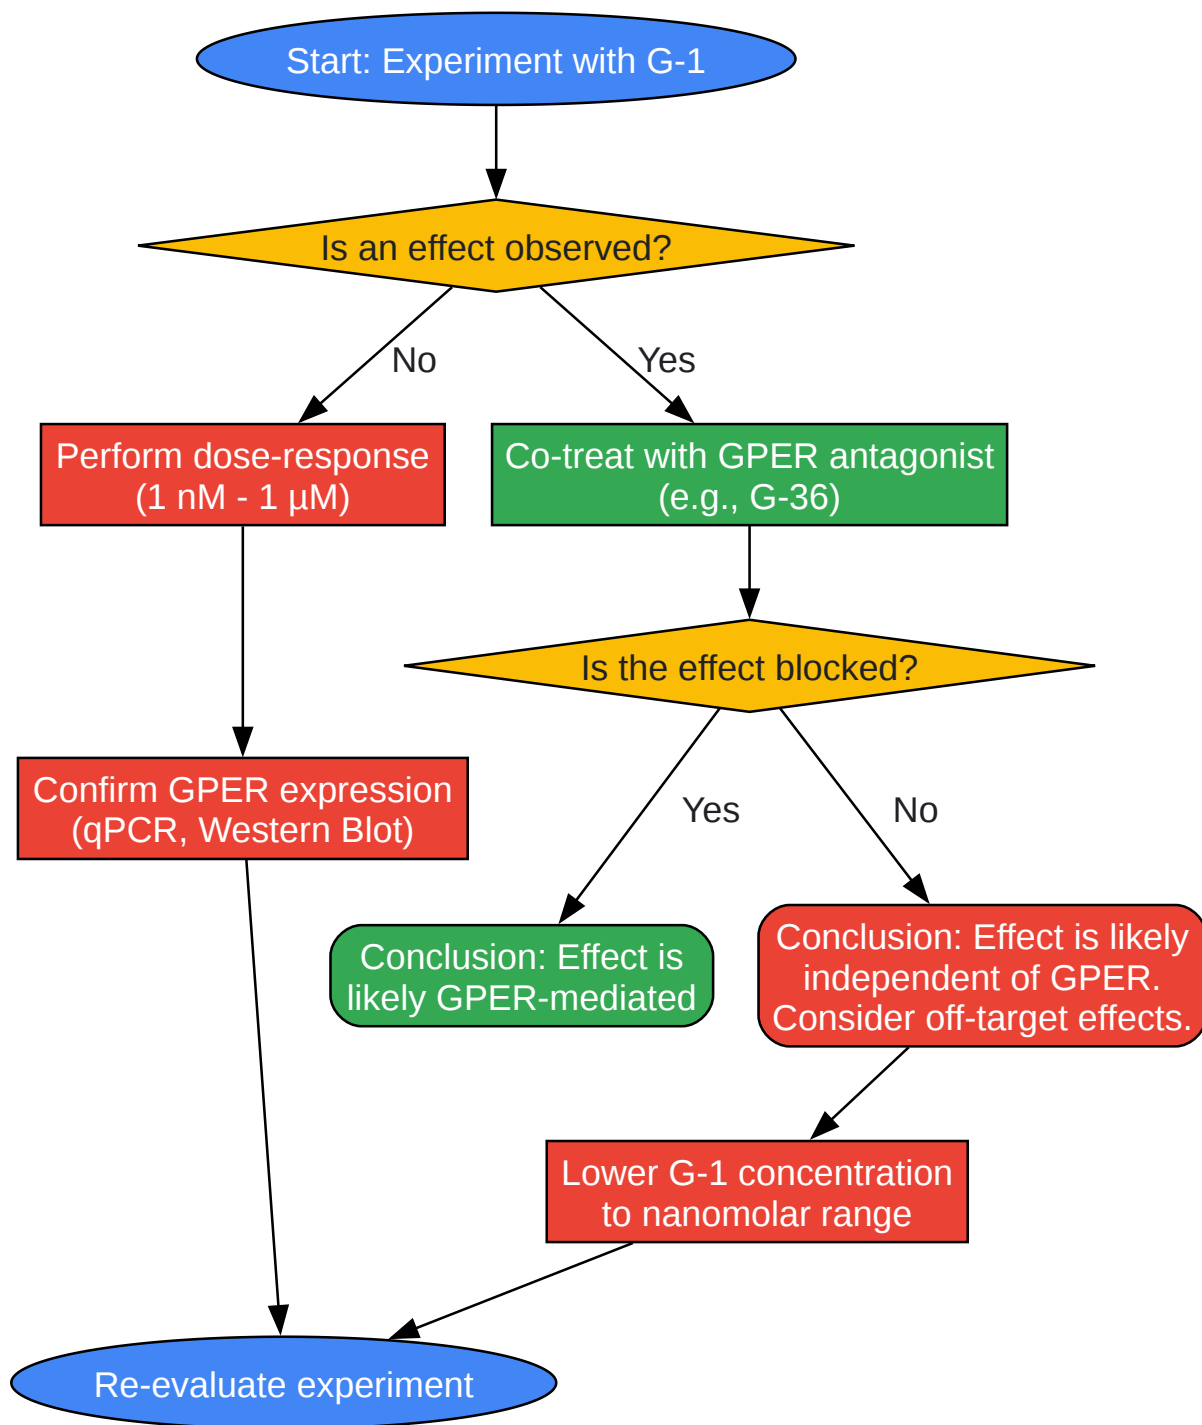 Start: Experiment with G-1
Is an effect observed?
No
Yes
Perform dose-response
(1 nM - 1 µM)
Co-treat with GPER antagonist
(e.g., G-36)
Is the effect blocked?
Confirm GPER expression
(qPCR, Western Blot)
Yes
No
Conclusion: Effect is
likely GPER-mediated
Conclusion: Effect is likely
independent of GPER.
Consider off-target effects.
Lower G-1 concentration
to nanomolar range
Re-evaluate experiment